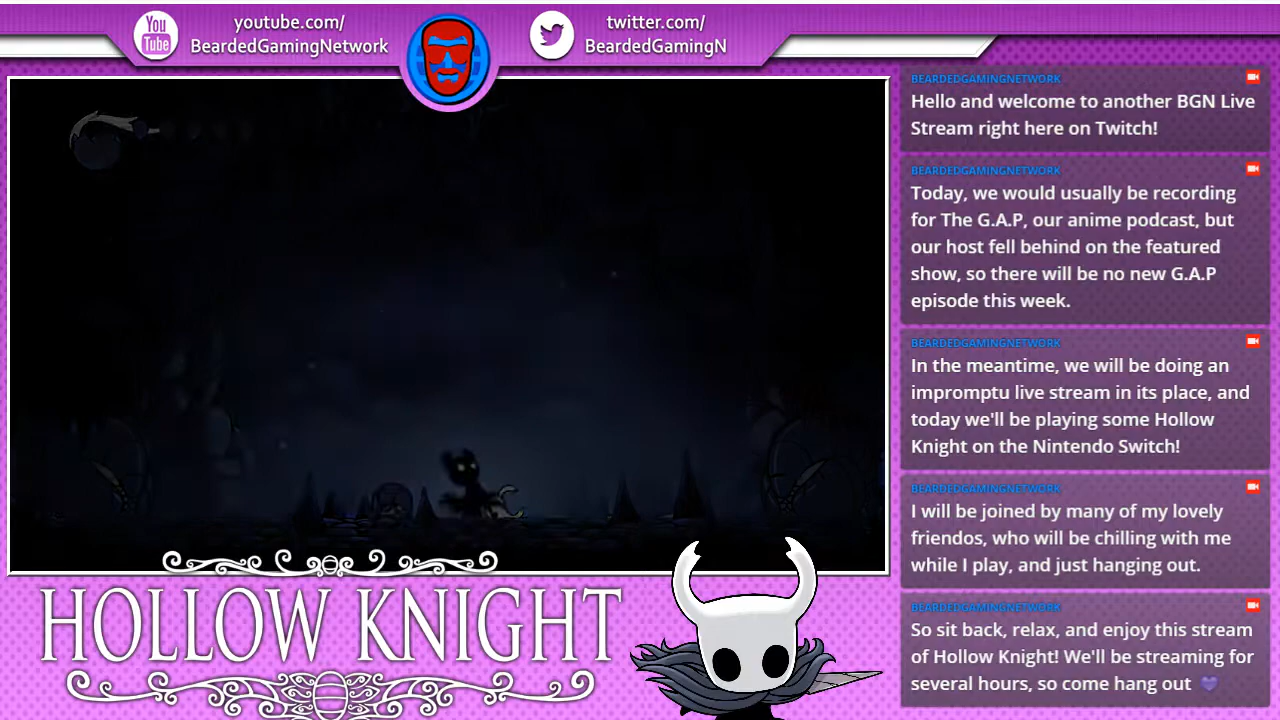 youtube.com/
BeardedGamingNetwork
You
Tube
twitter.com/
BeardedGamingN
BEARDEDGAMINGNETWORK
Hello and welcome to another BGN Live
Stream right here on Twitch!
BEARDEDGAMINGNETWORK
Today, we would usually be recording
for The G.A.P, our anime podcast, but
our host fell behind on the featured
show, so there will be no new G.A.P
episode this week.
BEARDEDGAMINGNETWORK
In the meantime, we will be doing an
impromptu live stream in its place, and
today we'll be playing some Hollow
Knight on the Nintendo Switch!
BEARDEDGAMINGNETWORK
I will be joined by many of my lovely
friendos, who will be chilling with me
while I play, and just hanging out.
BEARDEDGAMINGNETWORK
So sit back, relax, and enjoy this stream
of Hollow Knight! We'll be streaming for
several hours, so come hang out 💜
HOLLOW KNIGHT